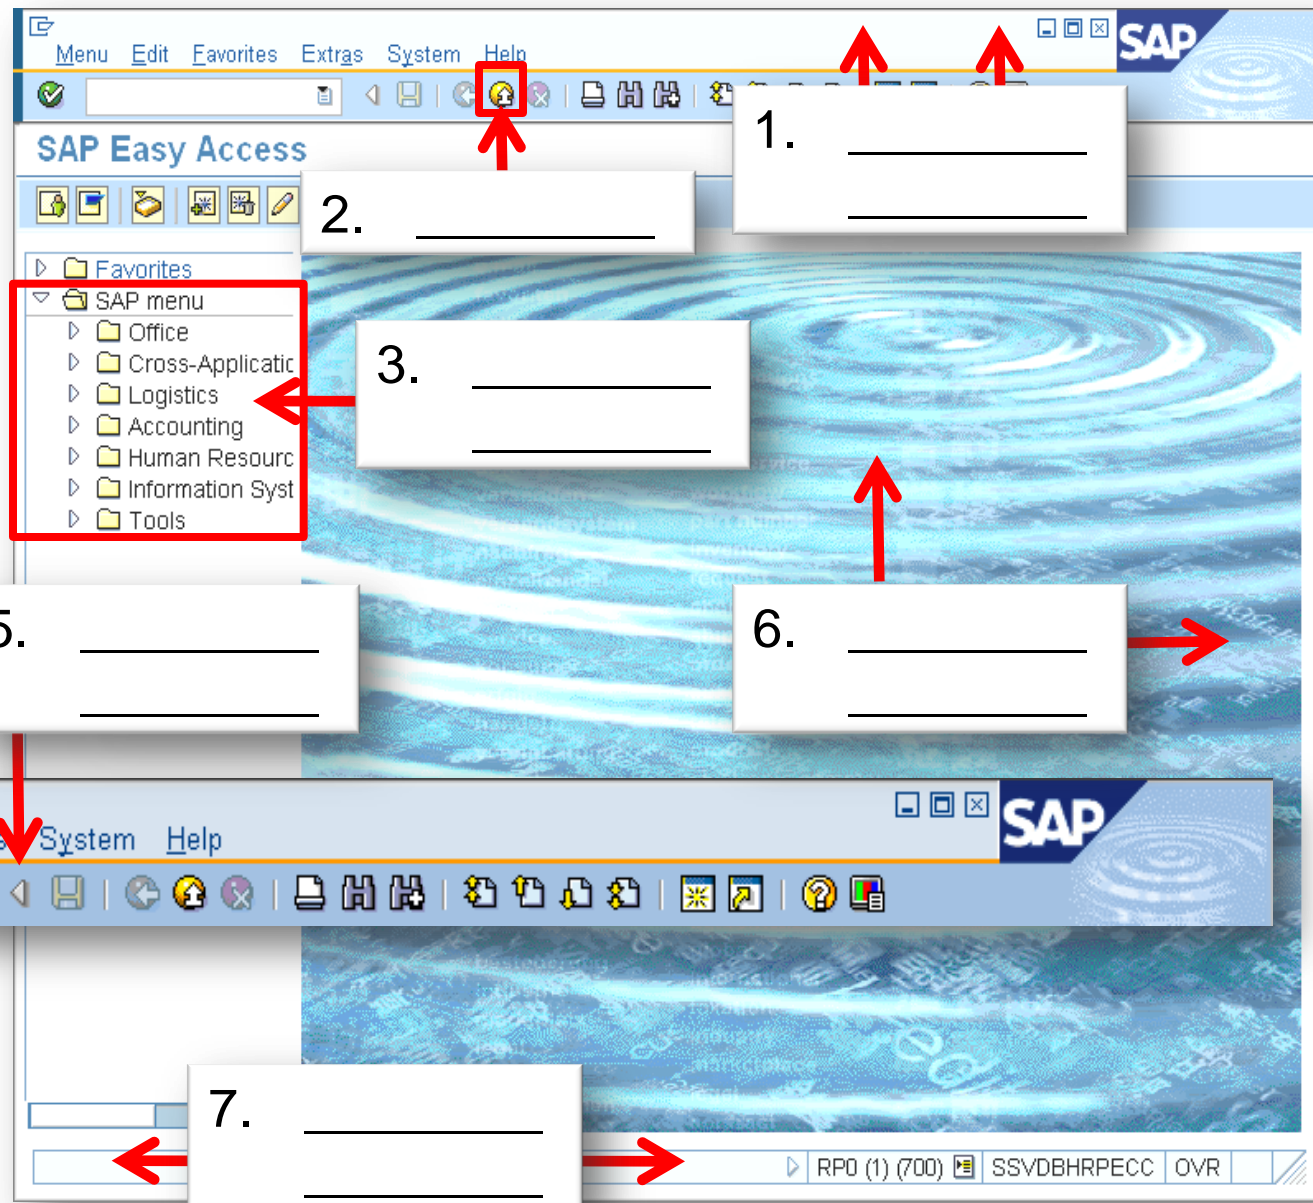 Menu Edit Favorites Extras System Help
SAP
SAP Easy Access
1.
2.
Favorites
SAP menu
Office
Cross-Applicatic
Logistics
Accounting
Human Resourc
Information Syst
Tools
3.
5.
6.
System Help
SAP
7.
RP0 (1) (700) SSVDBHRPECC OVR